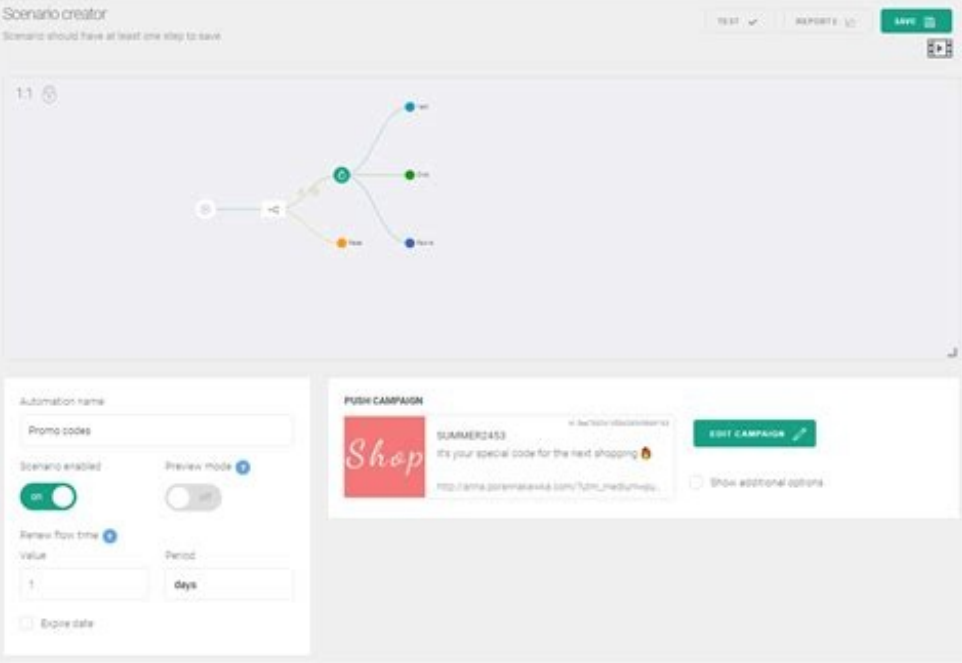 Scenario creator
Scenario should have at least one step to save
TEST
REPORTS
SAVE
1:1
Automation name
Promo codes
Scenario enabled
Preview mode
on
off
Renew flow time
Value
Period
1
days
Expire date
PUSH CAMPAIGN
Shop
SUMMER2453
It's your special code for the next shopping
EDIT CAMPAIGN
Show additional options